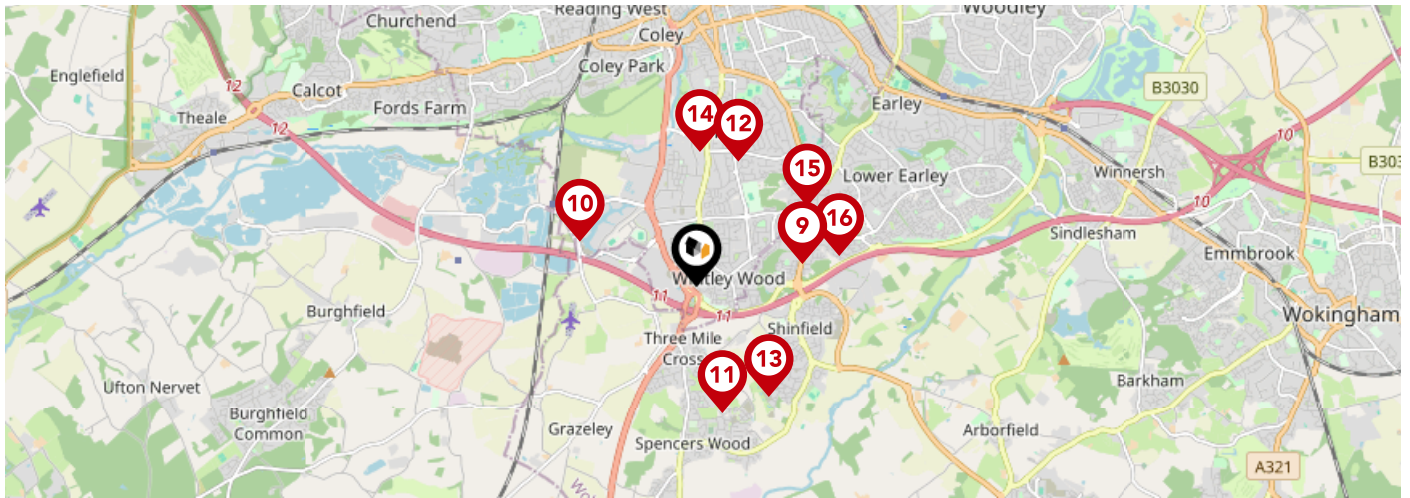 Reading West
Woodley
Churchend
Coley
Coley Park
Englefield
12
Calcot
B3030
Fords Farm
Earley
Theale
12
14
12
10
15
Lower Earley
Winnersh
10
10
9
16
Sindlesham
Emmbrook
Whitley Wood
11
11
Burghfield
Shinfield
Wokingham
Three Mile
Cross
11
13
Ufton Nervet
Barkham
Burghfield
Common
Grazeley
Spencers Wood
Arborfield
A321